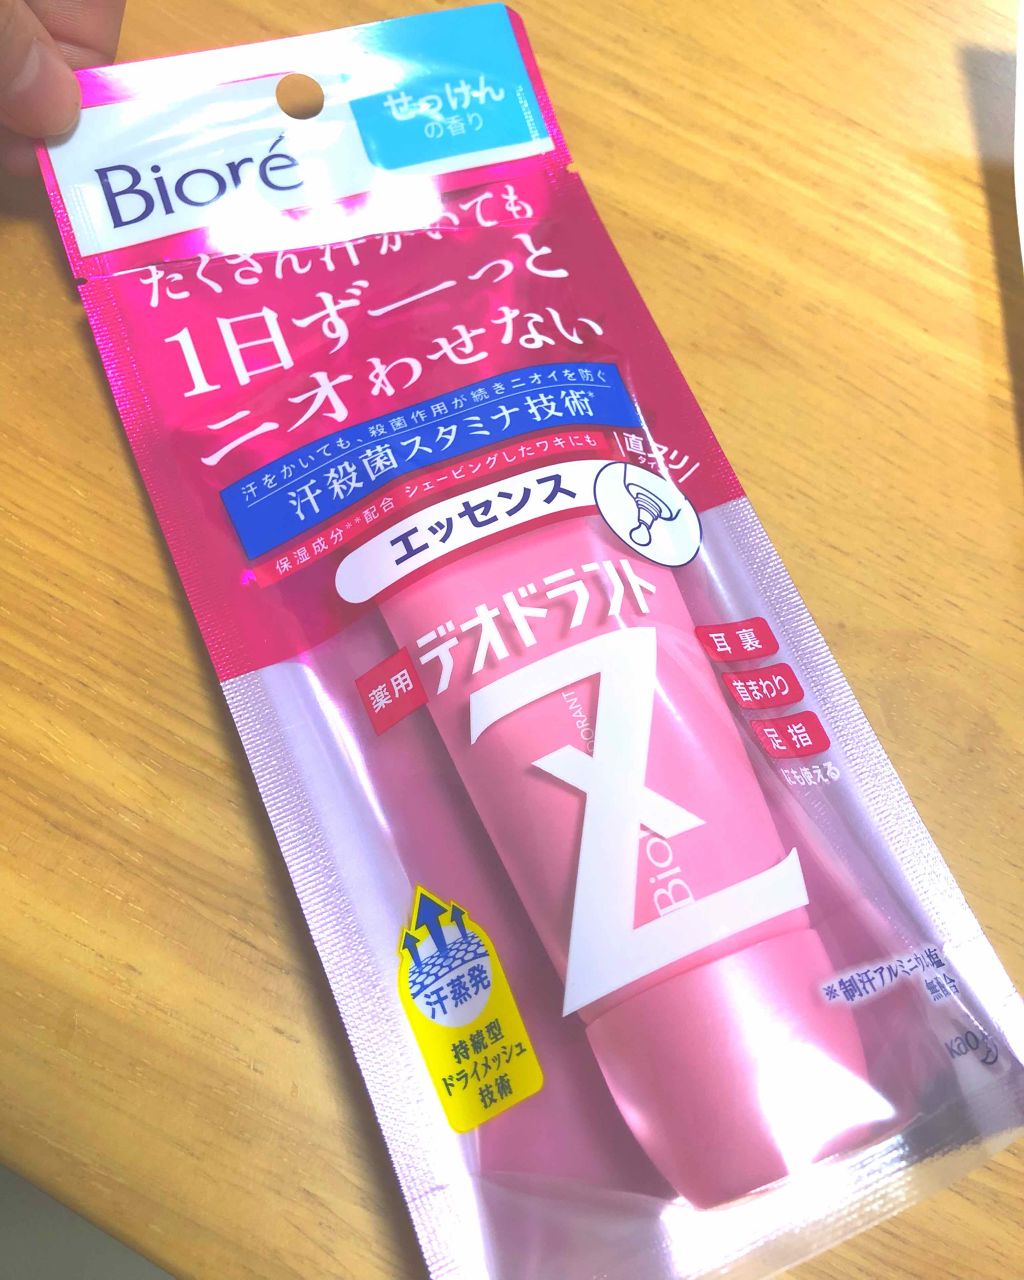 せっけん
の香り
Bioré
たくさん汗かいても
1日ずーっと
ニオわせない
汗をかいても、殺菌作用が続きニオイを防ぐ
汗殺菌スタミナ技術*
保湿成分**配合 シェービングしたワキにも
直ヌリ
タイプ
エッセンス
薬用
デオドラント
Z
耳裏
首まわり
足指
にも使える
汗蒸発
持続型
ドライメッシュ
技術
※制汗アルミニウム塩
無配合
kao